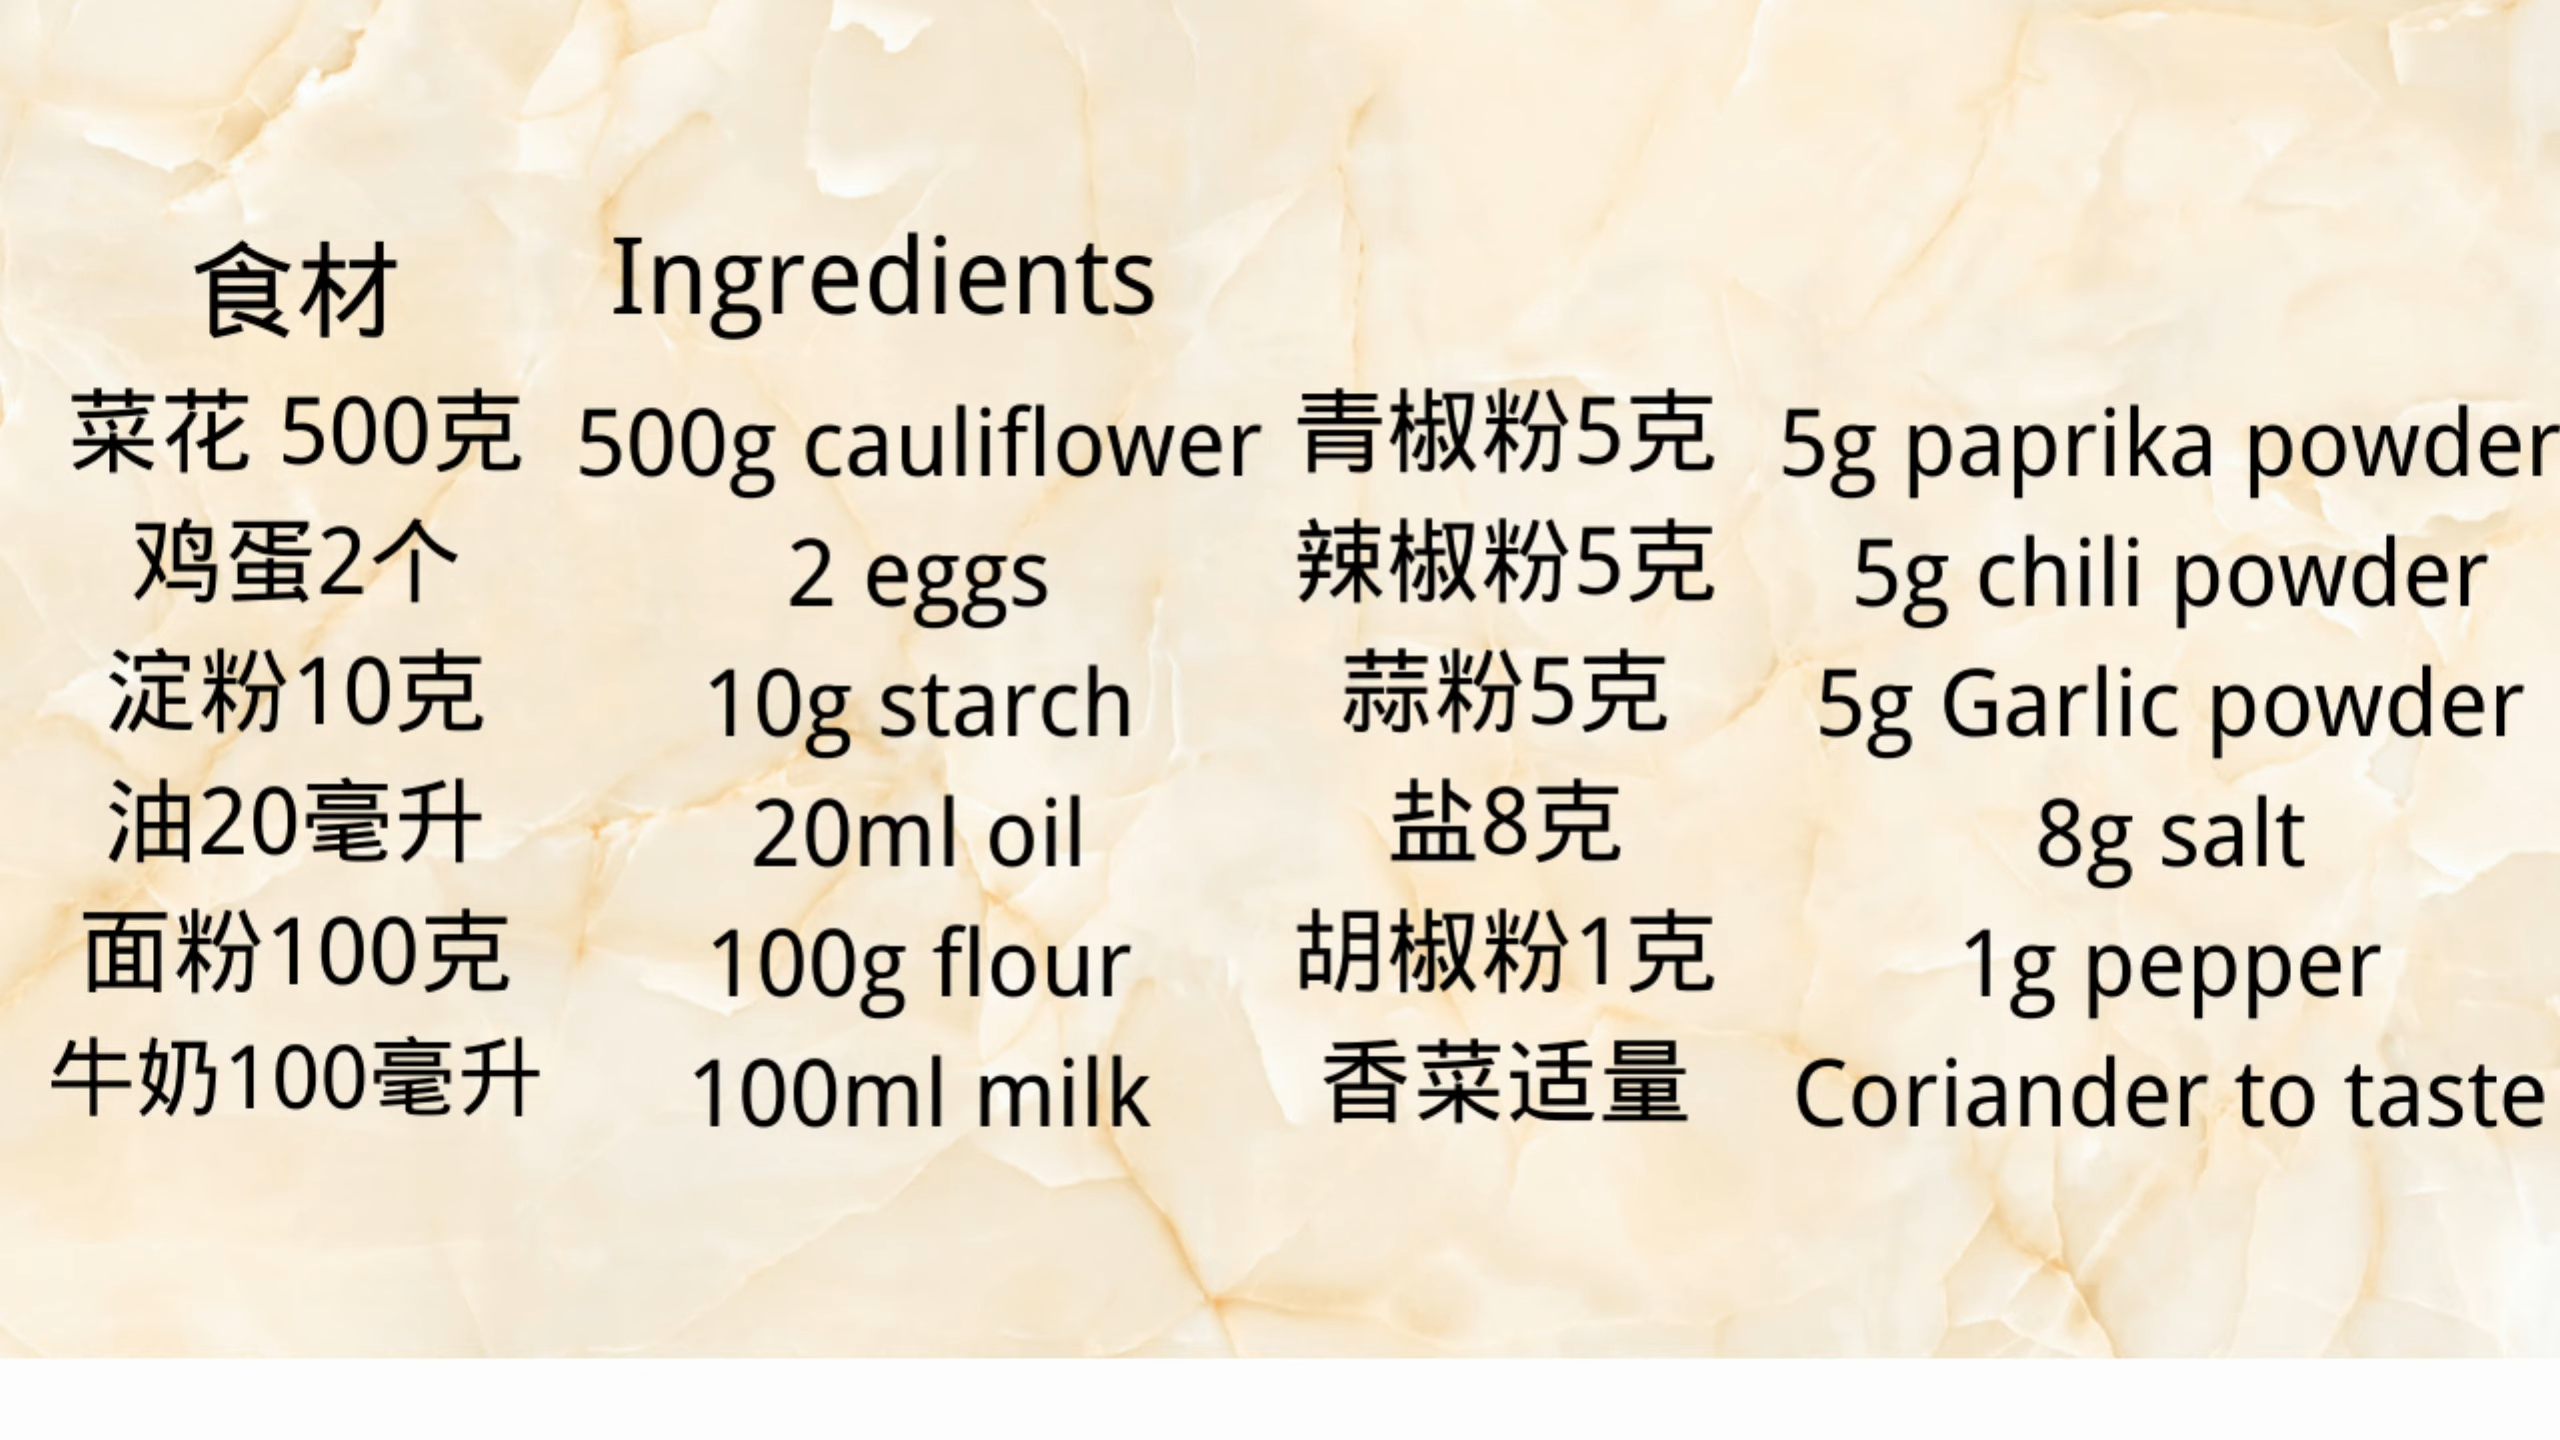 食材 Ingredients
菜花 500克 500g cauliflower 青椒粉5克 5g paprika powder
鸡蛋2个 2 eggs 辣椒粉5克 5g chili powder
淀粉10克 10g starch 蒜粉5克 5g Garlic powder
油20毫升 20ml oil 盐8克 8g salt
面粉100克 100g flour 胡椒粉1克 1g pepper
牛奶100毫升 100ml milk 香菜适量 Coriander to taste